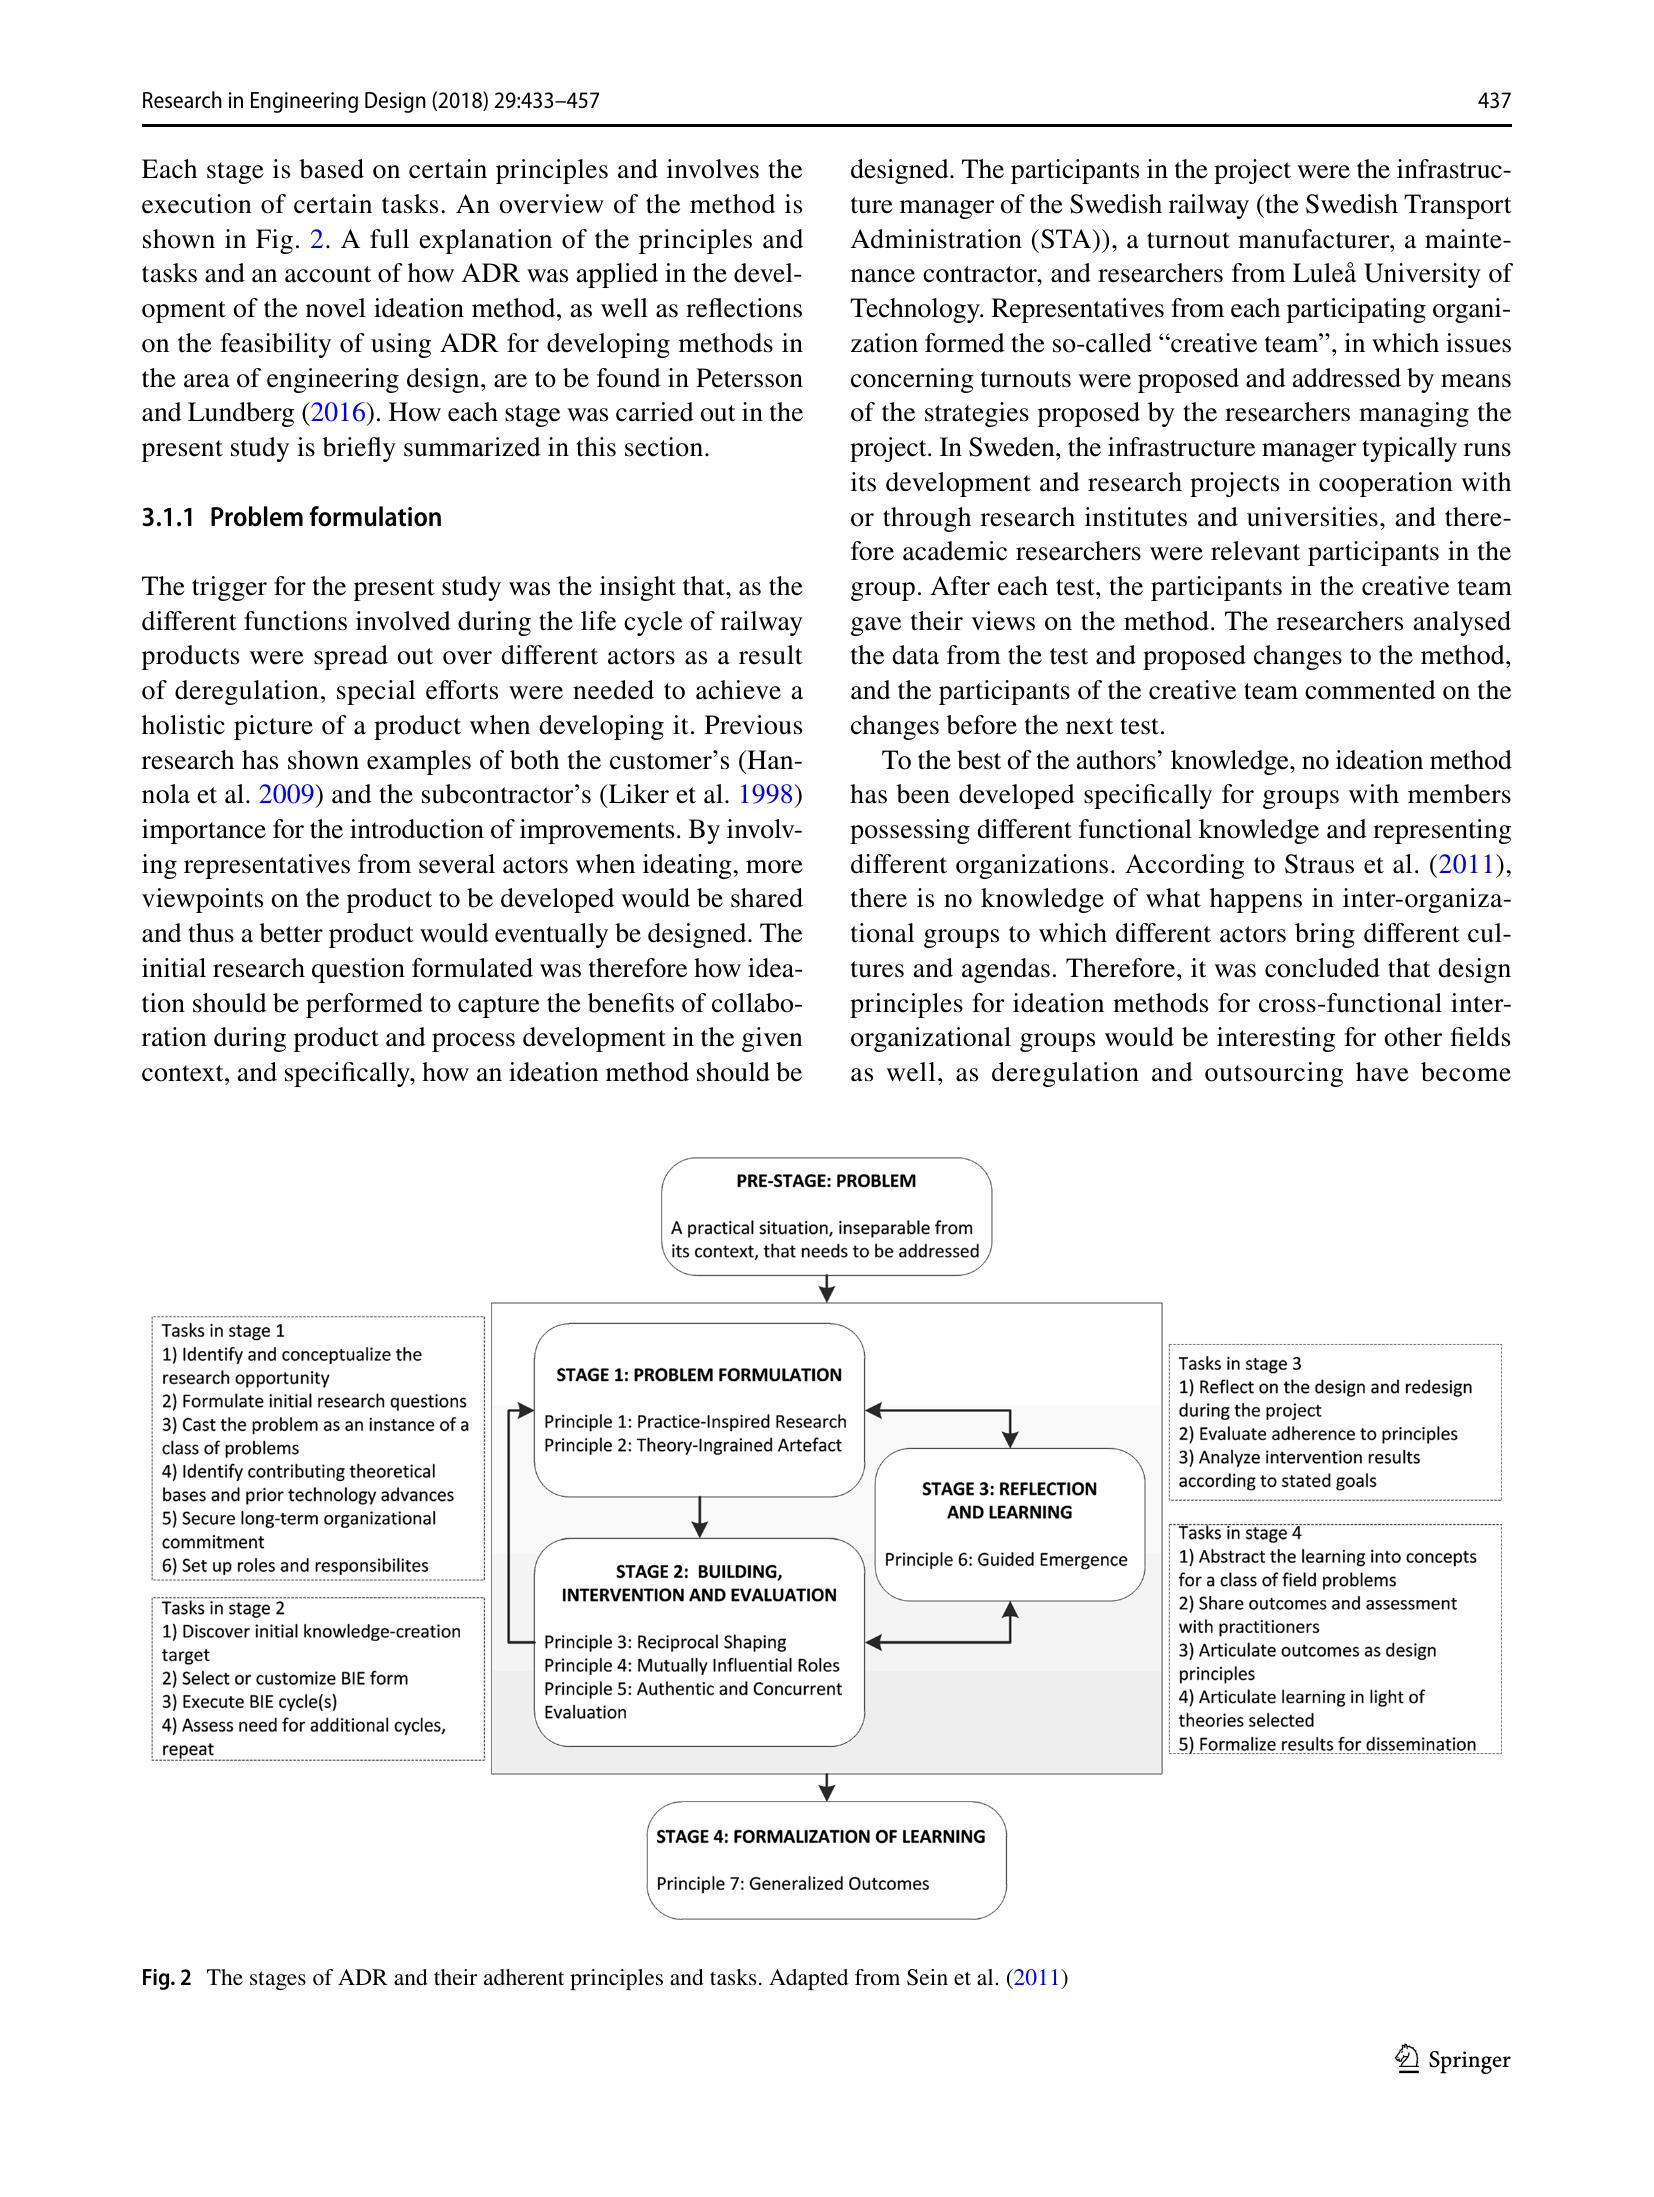 Research in Engineering Design (2018) 29:433–457
437
Each stage is based on certain principles and involves the
execution of certain tasks. An overview of the method is
shown in Fig. 2. A full explanation of the principles and
tasks and an account of how ADR was applied in the devel-
opment of the novel ideation method, as well as reflections
on the feasibility of using ADR for developing methods in
the area of engineering design, are to be found in Petersson
and Lundberg (2016). How each stage was carried out in the
present study is briefly summarized in this section.
3.1.1 Problem formulation
The trigger for the present study was the insight that, as the
different functions involved during the life cycle of railway
products were spread out over different actors as a result
of deregulation, special efforts were needed to achieve a
holistic picture of a product when developing it. Previous
research has shown examples of both the customer’s (Han-
nola et al. 2009) and the subcontractor’s (Liker et al. 1998)
importance for the introduction of improvements. By involv-
ing representatives from several actors when ideating, more
viewpoints on the product to be developed would be shared
and thus a better product would eventually be designed. The
initial research question formulated was therefore how idea-
tion should be performed to capture the benefits of collabo-
ration during product and process development in the given
context, and specifically, how an ideation method should be
designed. The participants in the project were the infrastruc-
ture manager of the Swedish railway (the Swedish Transport
Administration (STA)), a turnout manufacturer, a mainte-
nance contractor, and researchers from Luleå University of
Technology. Representatives from each participating organi-
zation formed the so-called “creative team”, in which issues
concerning turnouts were proposed and addressed by means
of the strategies proposed by the researchers managing the
project. In Sweden, the infrastructure manager typically runs
its development and research projects in cooperation with
or through research institutes and universities, and there-
fore academic researchers were relevant participants in the
group. After each test, the participants in the creative team
gave their views on the method. The researchers analysed
the data from the test and proposed changes to the method,
and the participants of the creative team commented on the
changes before the next test.
To the best of the authors’ knowledge, no ideation method
has been developed specifically for groups with members
possessing different functional knowledge and representing
different organizations. According to Straus et al. (2011),
there is no knowledge of what happens in inter-organiza-
tional groups to which different actors bring different cul-
tures and agendas. Therefore, it was concluded that design
principles for ideation methods for cross-functional inter-
organizational groups would be interesting for other fields
as well, as deregulation and outsourcing have become
PRE-STAGE: PROBLEM
A practical situation, inseparable from
its context, that needs to be addressed
Tasks in stage 1
1) Identify and conceptualize the
research opportunity
2) Formulate initial research questions
3) Cast the problem as an instance of a
class of problems
4) Identify contributing theoretical
bases and prior technology advances
5) Secure long-term organizational
commitment
6) Set up roles and responsibilites
Tasks in stage 2
1) Discover initial knowledge-creation
target
2) Select or customize BIE form
3) Execute BIE cycle(s)
4) Assess need for additional cycles,
repeat
STAGE 1: PROBLEM FORMULATION
Principle 1: Practice-Inspired Research
Principle 2: Theory-Ingrained Artefact
STAGE 2: BUILDING,
INTERVENTION AND EVALUATION
Principle 3: Reciprocal Shaping
Principle 4: Mutually Influential Roles
Principle 5: Authentic and Concurrent
Evaluation
STAGE 3: REFLECTION
AND LEARNING
Principle 6: Guided Emergence
Tasks in stage 3
1) Reflect on the design and redesign
during the project
2) Evaluate adherence to principles
3) Analyze intervention results
according to stated goals
Tasks in stage 4
1) Abstract the learning into concepts
for a class of field problems
2) Share outcomes and assessment
with practitioners
3) Articulate outcomes as design
principles
4) Articulate learning in light of
theories selected
5) Formalize results for dissemination
STAGE 4: FORMALIZATION OF LEARNING
Principle 7: Generalized Outcomes
Fig. 2 The stages of ADR and their adherent principles and tasks. Adapted from Sein et al. (2011)
Springer